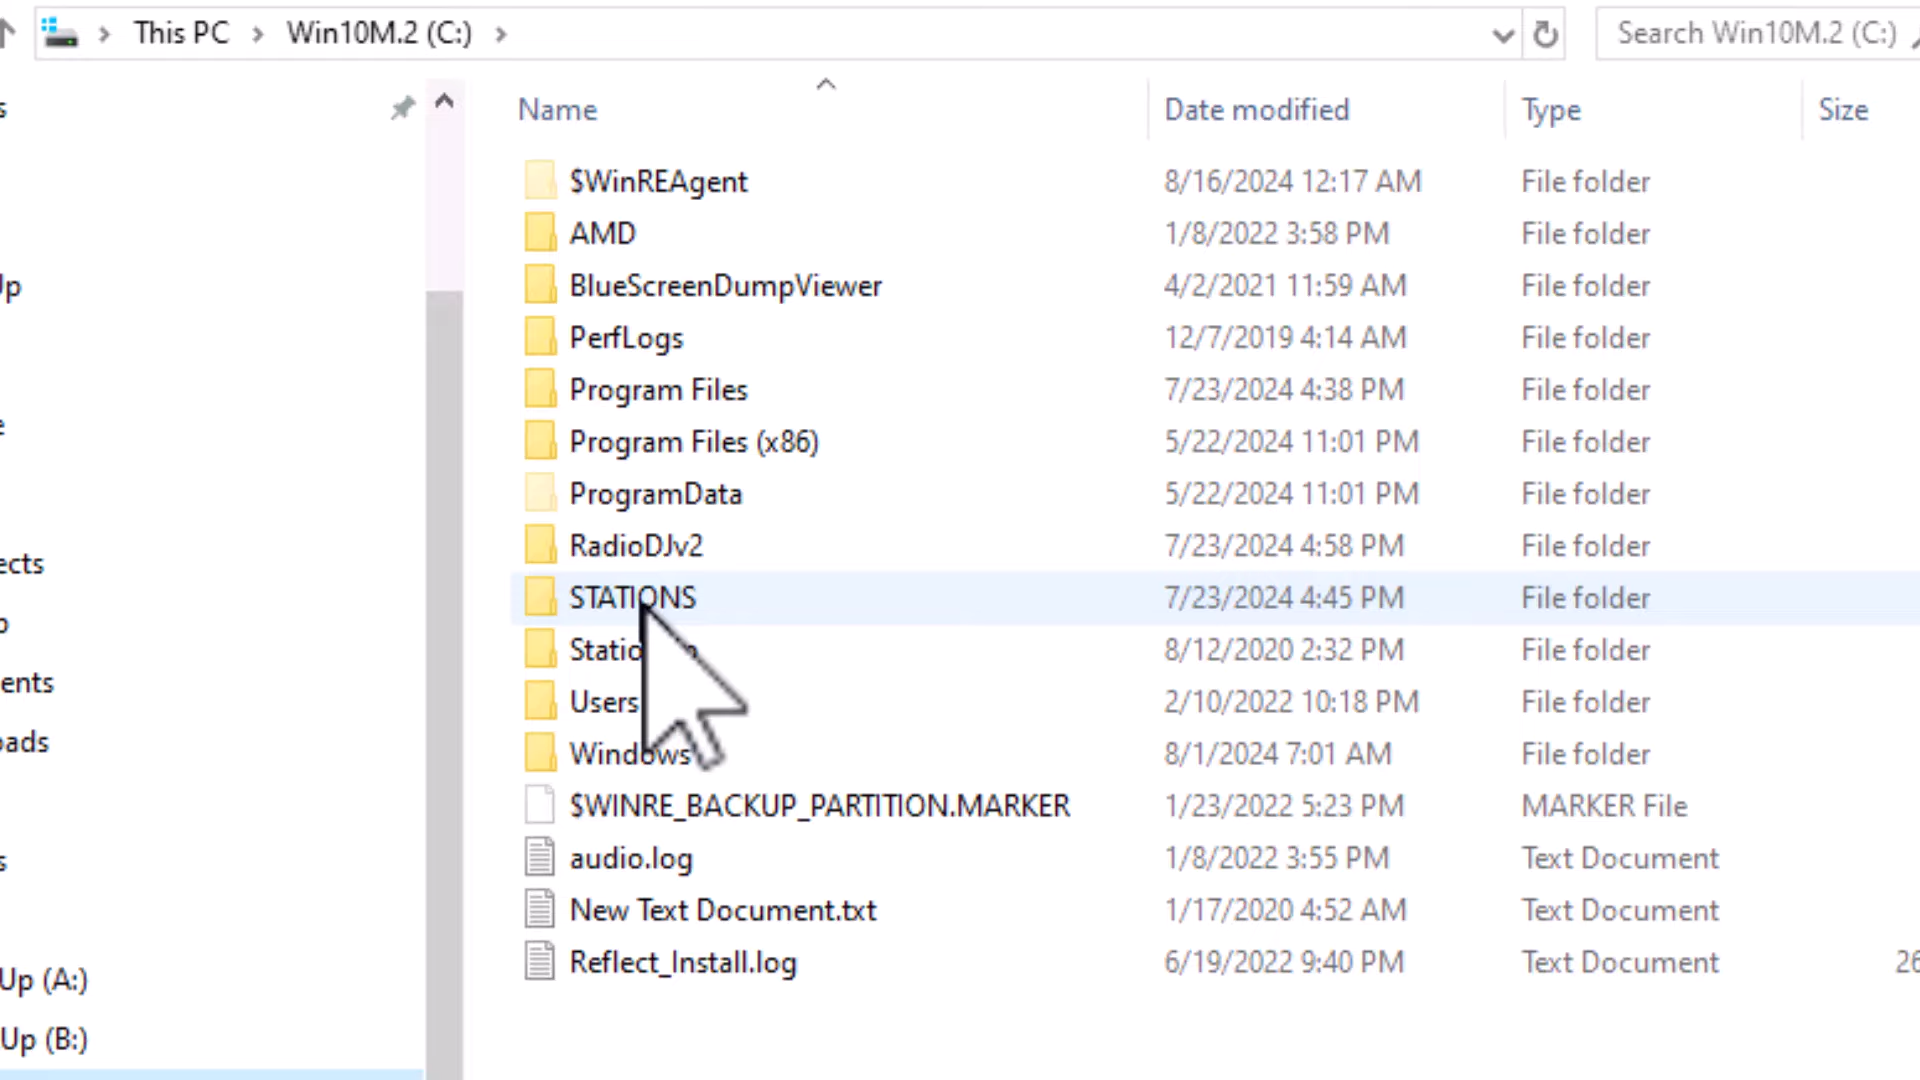 This PC > Win10M.2 (C:) >
Search Win10M.2 (C:)
Name Date modified Type Size
$WinREAgent 8/16/2024 12:17 AM File folder
AMD 1/8/2022 3:58 PM File folder
BlueScreenDumpViewer 4/2/2021 11:59 AM File folder
PerfLogs 12/7/2019 4:14 AM File folder
Program Files 7/23/2024 4:38 PM File folder
Program Files (x86) 5/22/2024 11:01 PM File folder
ProgramData 5/22/2024 11:01 PM File folder
RadioDJv2 7/23/2024 4:58 PM File folder
STATIONS 7/23/2024 4:45 PM File folder
8/12/2020 2:32 PM File folder
Users 2/10/2022 10:18 PM File folder
Windows 8/1/2024 7:01 AM File folder
$WINRE_BACKUP_PARTITION.MARKER 1/23/2022 5:23 PM MARKER File
audio.log 1/8/2022 3:55 PM Text Document
New Text Document.txt 1/17/2020 4:52 AM Text Document
Reflect_Install.log 6/19/2022 9:40 PM Text Document 26
s
Up
e
ects
p
ents
oads
s
Up (A:)
Up (B:)